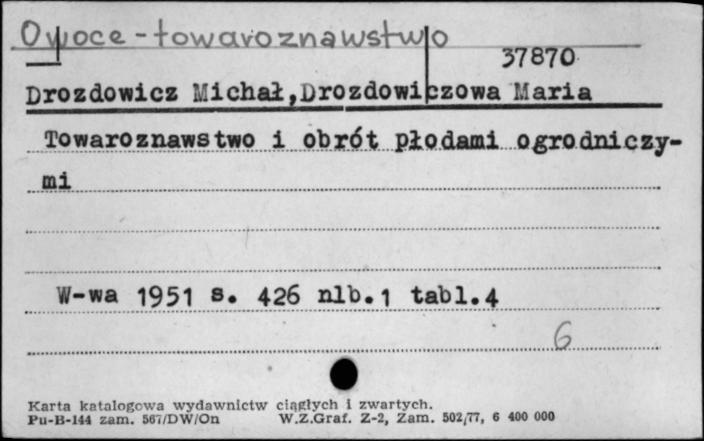 Owoce - towaroznawstwo
37870
Drozdowicz Michał,Drozdowiczowa Maria
Towaroznawstwo i obrót płodami ogrodniczy-
mi
W-wa 1951 s. 426 nlb.1 tabl.4
6
Karta katalogowa wydawnictw ciągłych i zwartych.
Pu-B-144 zam. 567/DW/On W.Z.Graf. Z-2, Zam. 502/77, 6 400 000